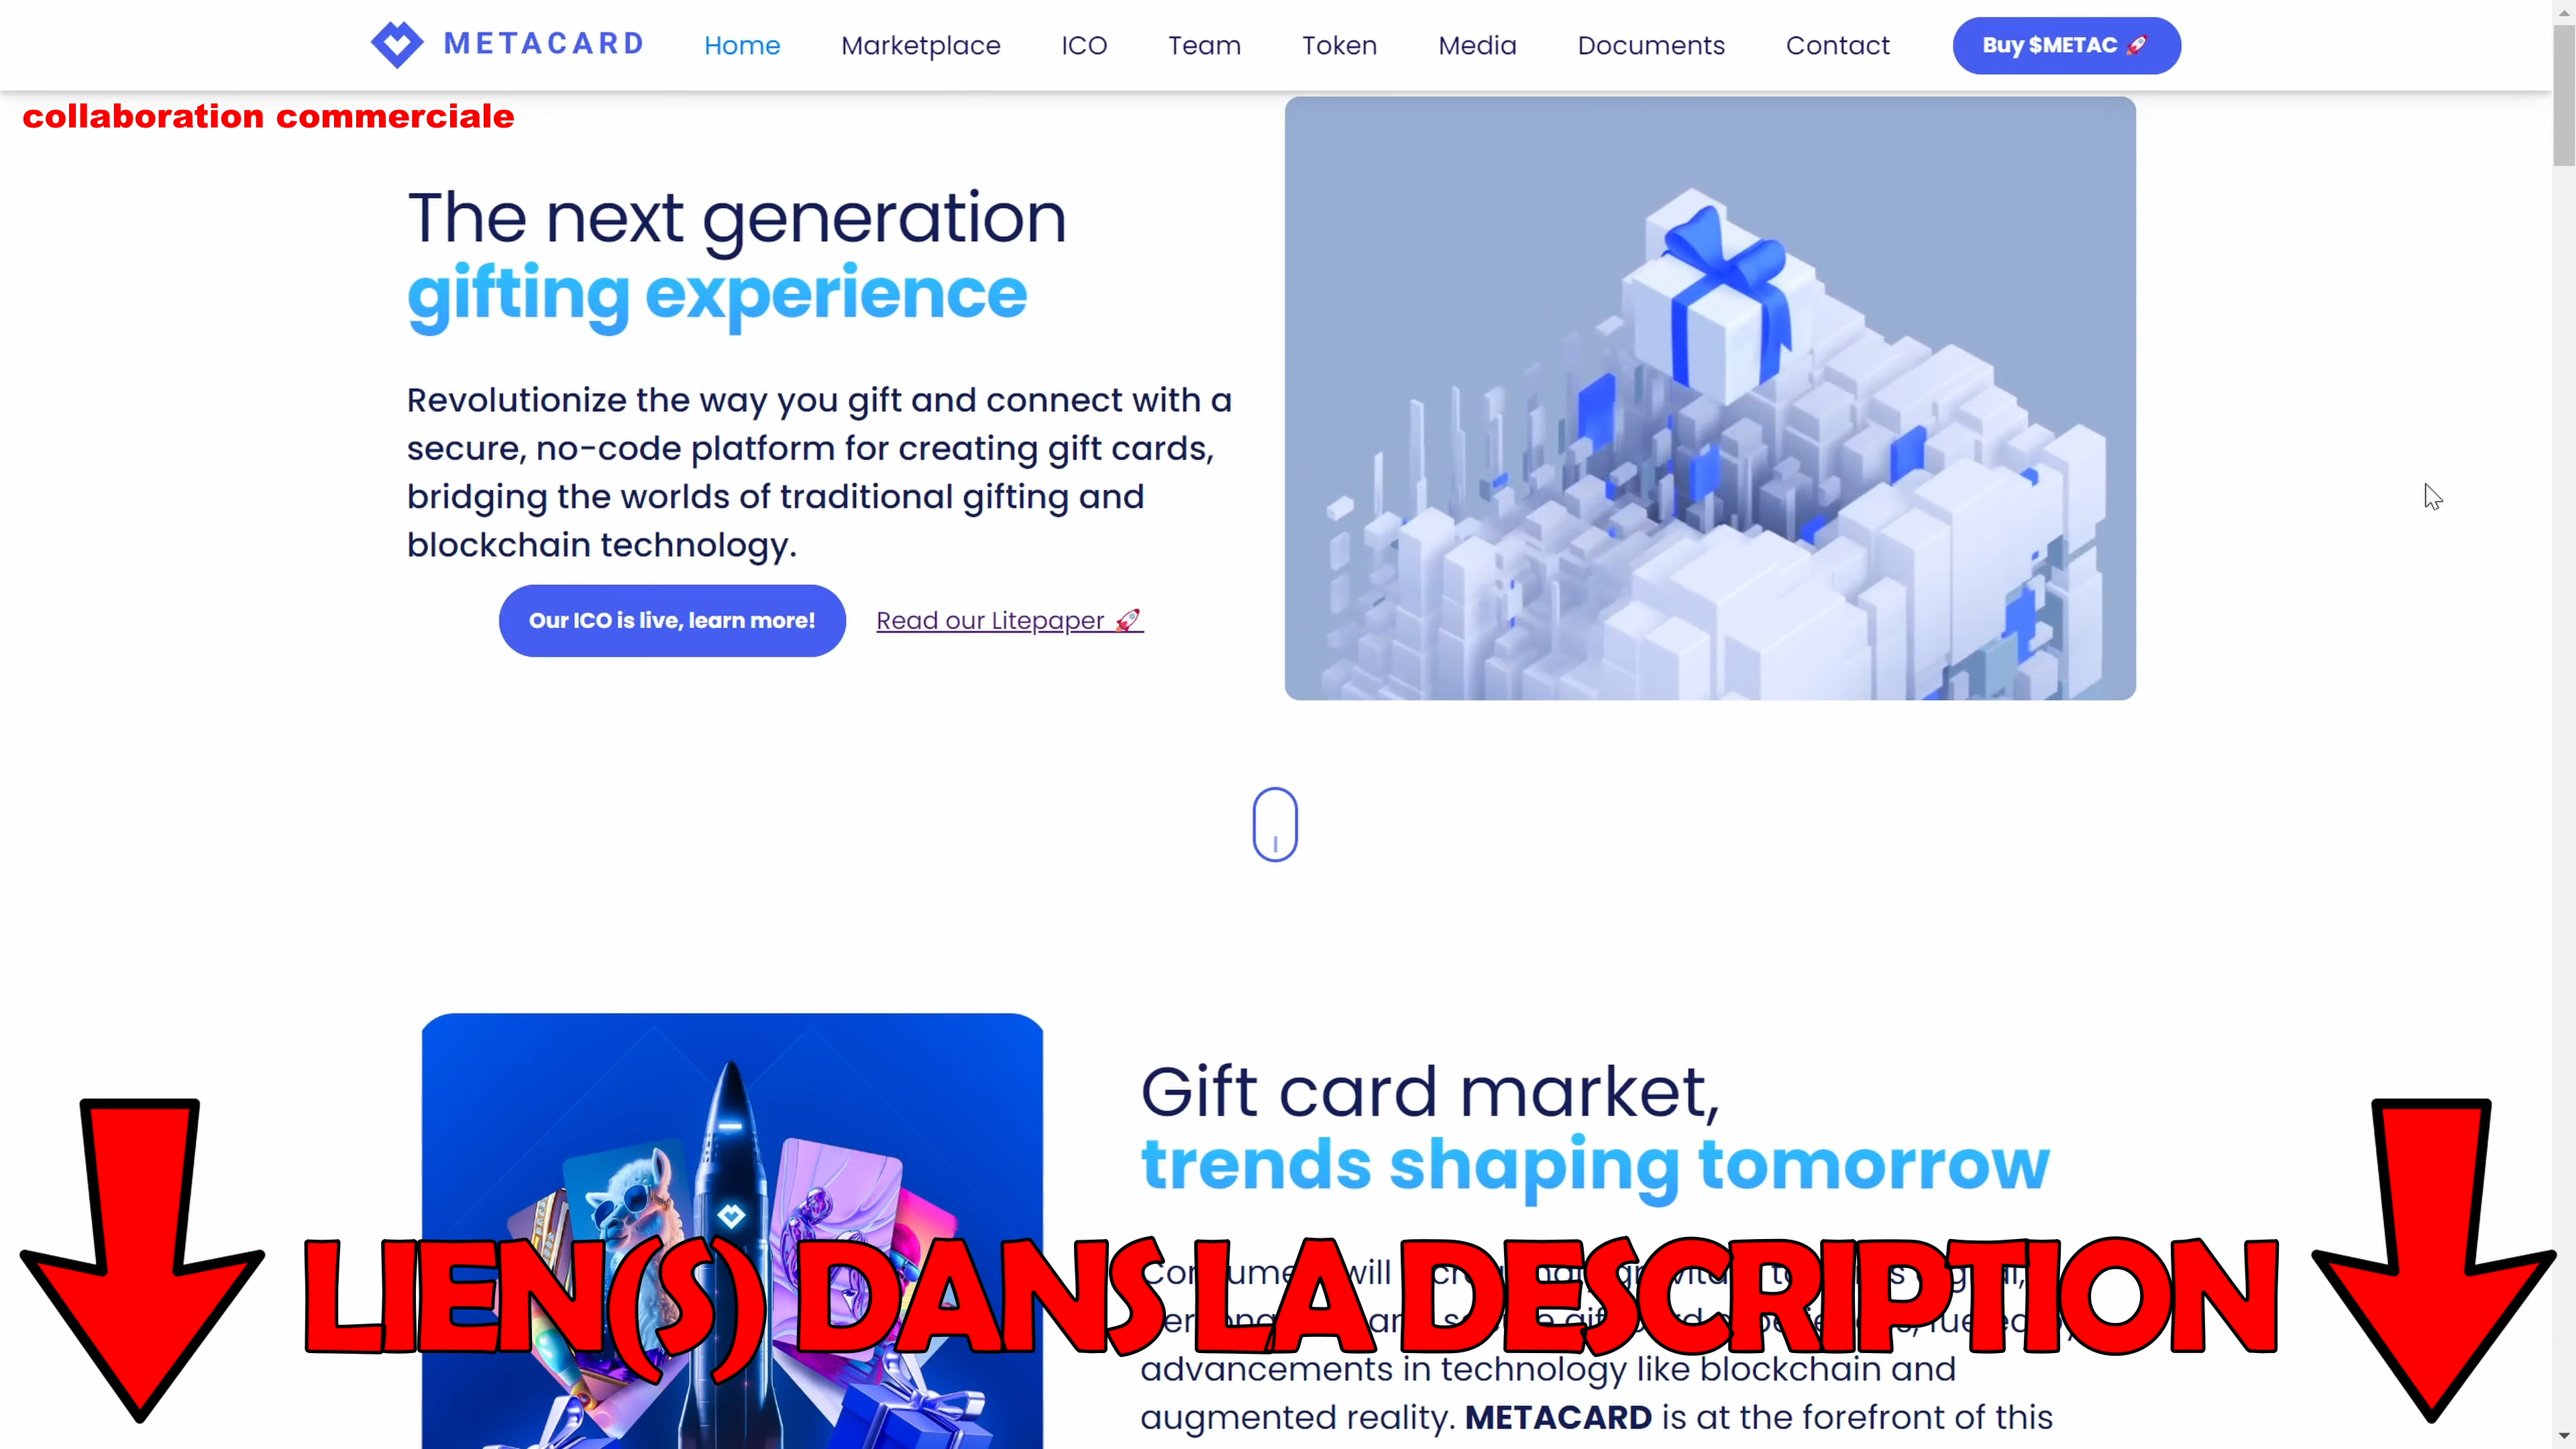 METACARD
Home Marketplace ICO Team Token Media Documents Contact Buy $METAC 🚀
collaboration commerciale
The next generation
gifting experience
Revolutionize the way you gift and connect with a
secure, no-code platform for creating gift cards,
bridging the worlds of traditional gifting and
blockchain technology.
Our ICO is live, learn more! Read our Litepaper 🚀
Gift card market,
trends shaping tomorrow
LIEN(S) DANS LA DESCRIPTION
will
advancements in technology like blockchain and
augmented reality. METACARD is at the forefront of this